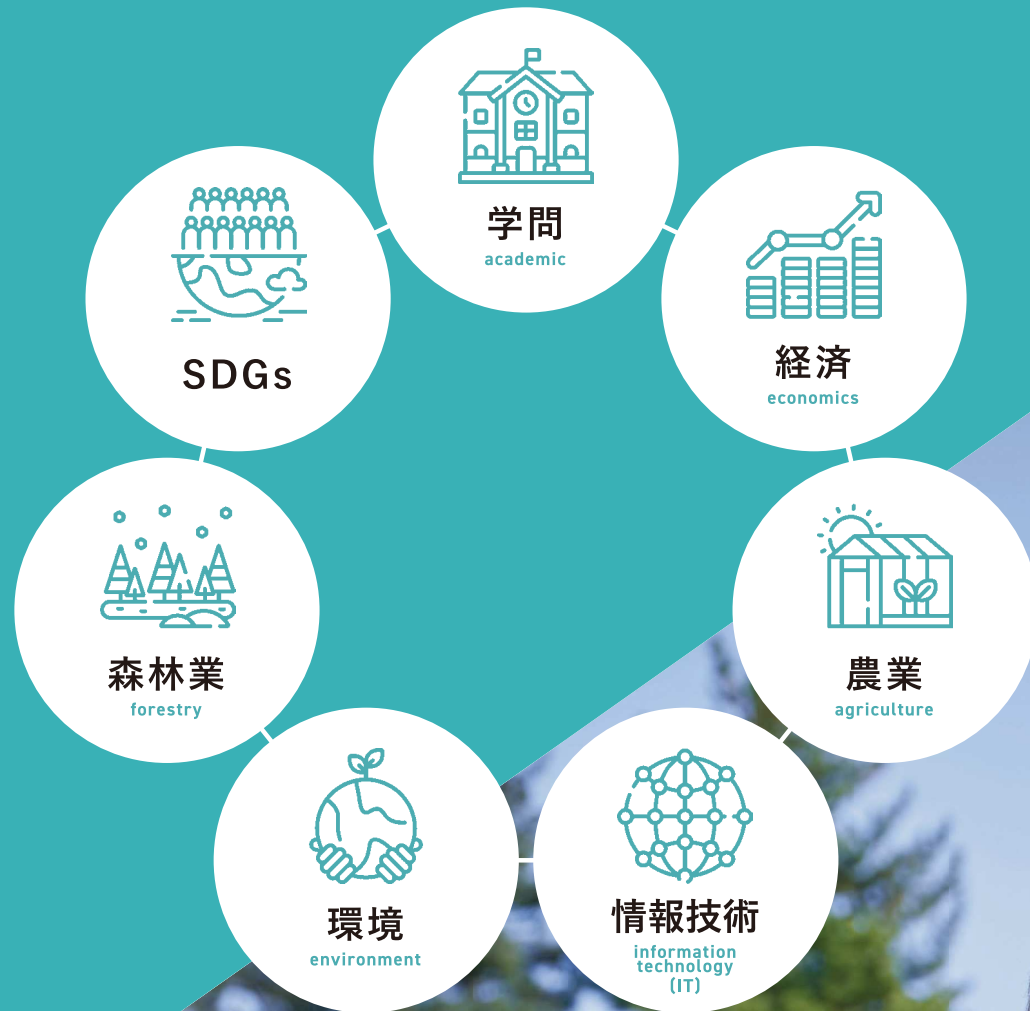 学問
academic
経済
economics
農業
agriculture
情報技術
information
technology
(IT)
環境
environment
森林業
forestry
SDGs